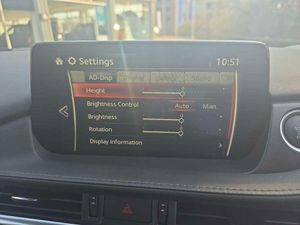 Settings 10:51
AD-Disp
Height
Brightness Control Auto Man.
Brightness
Rotation
Display Information